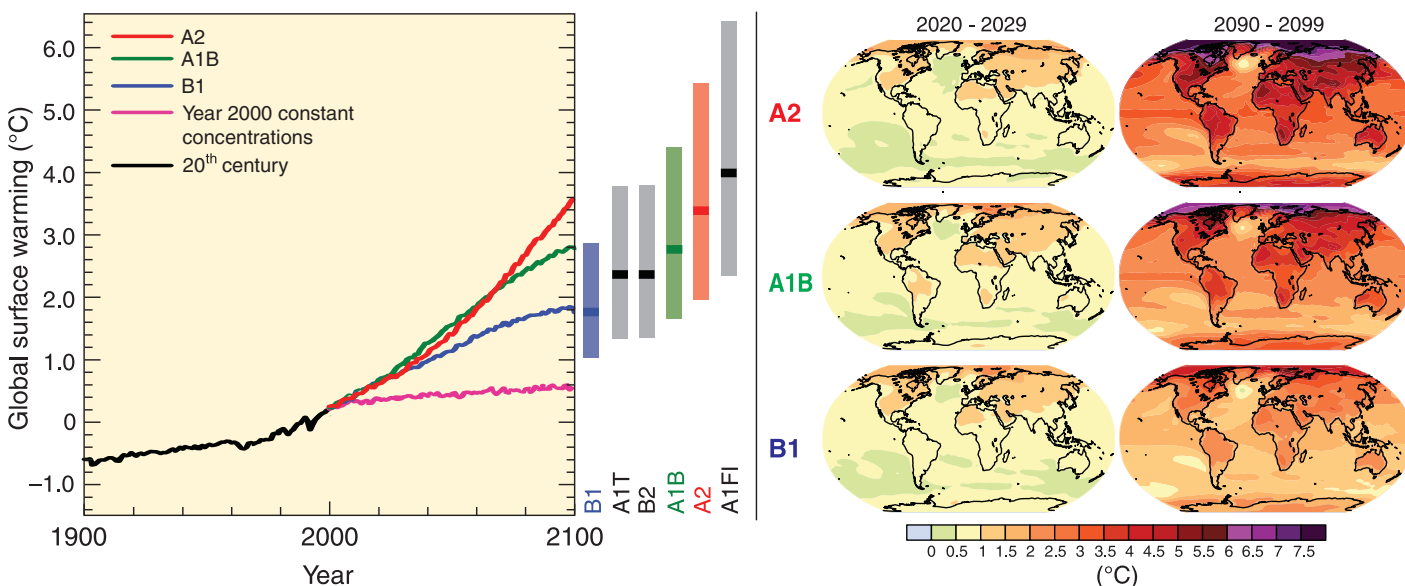 6.0
5.0
4.0
3.0
2.0
1.0
0
–1.0
Global surface warming (°C)
A2
A1B
B1
Year 2000 constant
concentrations
20th century
1900
2000
2100
Year
B1
A1T
B2
A1B
A2
A1FI
2020 - 2029
2090 - 2099
A2
A1B
B1
0 0.5 1 1.5 2 2.5 3 3.5 4 4.5 5 5.5 6 6.5 7 7.5
(°C)